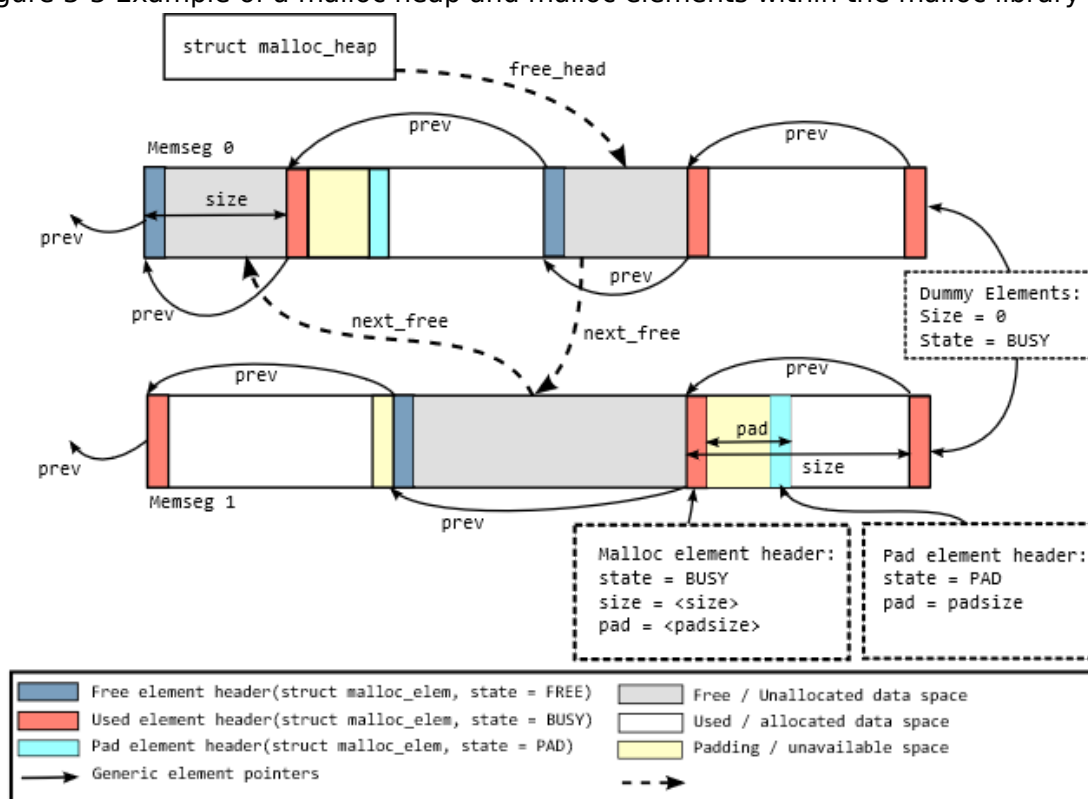 gure 3-3 Example of a malloc heap and malloc elements within the malloc library
struct malloc_heap
free_head
prev
prev
Memseg 0
size
prev
prev
prev
next_free
next_free
Dummy Elements:
Size = 0
State = BUSY
prev
prev
pad
size
prev
Memseg 1
prev
Malloc element header:
state = BUSY
size = <size>
pad = <padsize>
Pad element header:
state = PAD
pad = padsize
Free element header(struct malloc_elem, state = FREE)
Used element header(struct malloc_elem, state = BUSY)
Pad element header(struct malloc_elem, state = PAD)
Generic element pointers
Free / Unallocated data space
Used / allocated data space
Padding / unavailable space